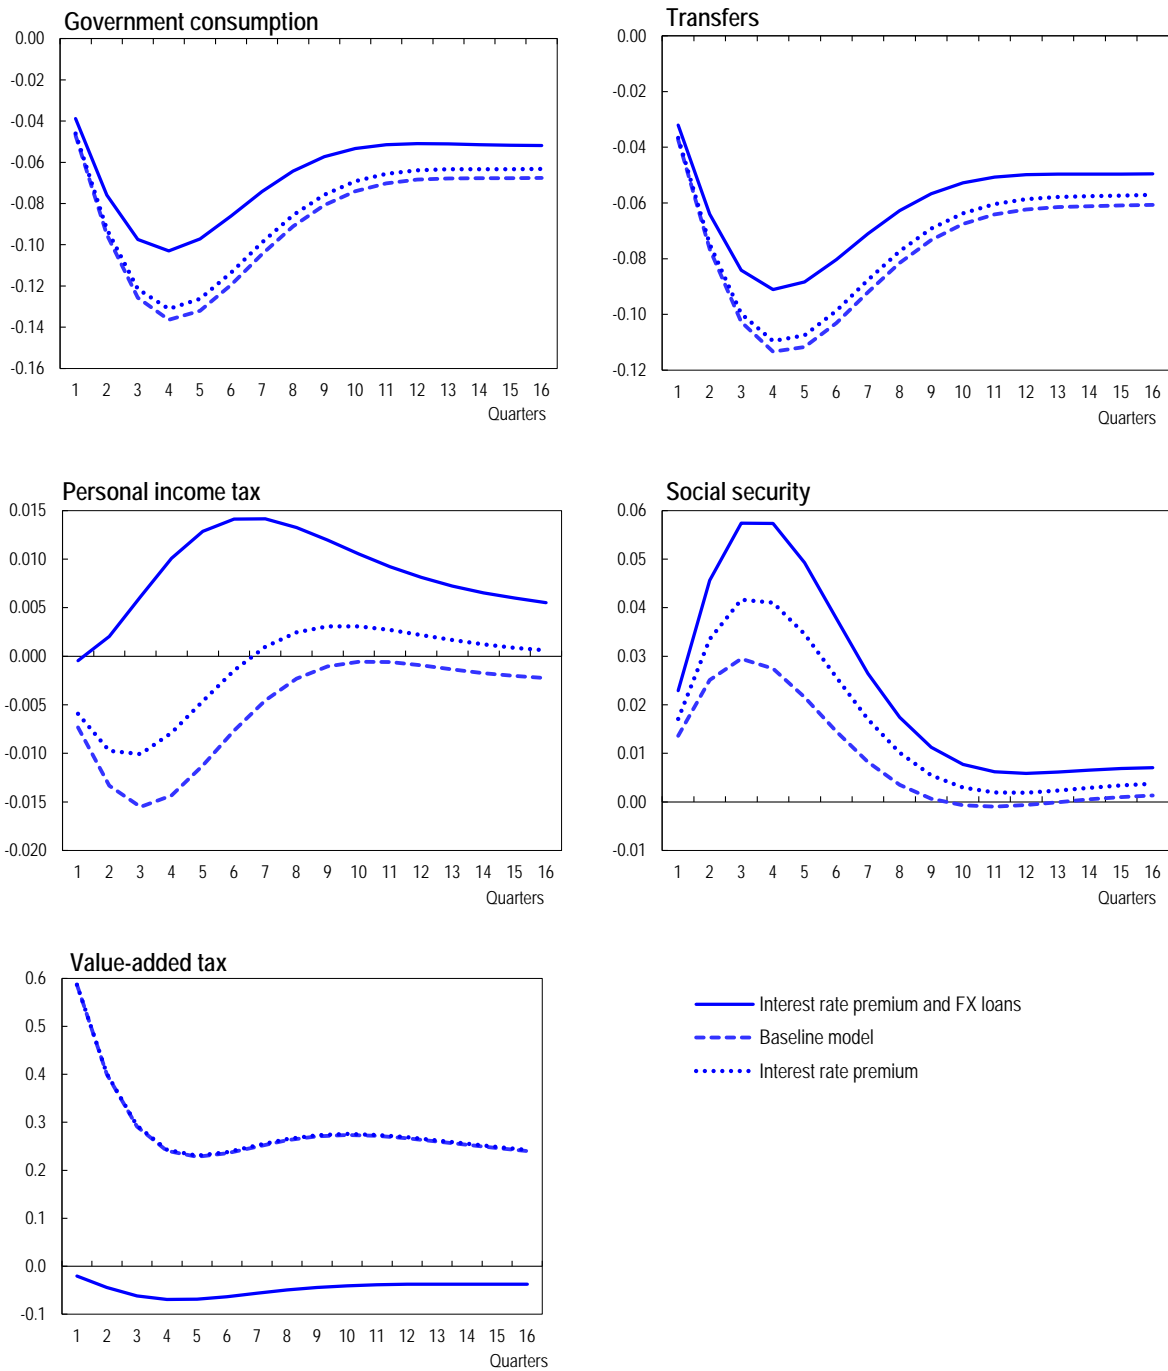 Government consumption
0.00
-0.02
-0.04
-0.06
-0.08
-0.10
-0.12
-0.14
-0.16
1 2 3 4 5 6 7 8 9 10 11 12 13 14 15 16
Quarters
Transfers
0.00
-0.02
-0.04
-0.06
-0.08
-0.10
-0.12
1 2 3 4 5 6 7 8 9 10 11 12 13 14 15 16
Quarters
Personal income tax
0.015
0.010
0.005
0.000
-0.005
-0.010
-0.015
-0.020
1 2 3 4 5 6 7 8 9 10 11 12 13 14 15 16
Quarters
Social security
0.06
0.05
0.04
0.03
0.02
0.01
0.00
-0.01
1 2 3 4 5 6 7 8 9 10 11 12 13 14 15 16
Quarters
Value-added tax
0.6
0.5
0.4
0.3
0.2
0.1
0.0
-0.1
1 2 3 4 5 6 7 8 9 10 11 12 13 14 15 16
Quarters
Interest rate premium and FX loans
Baseline model
Interest rate premium